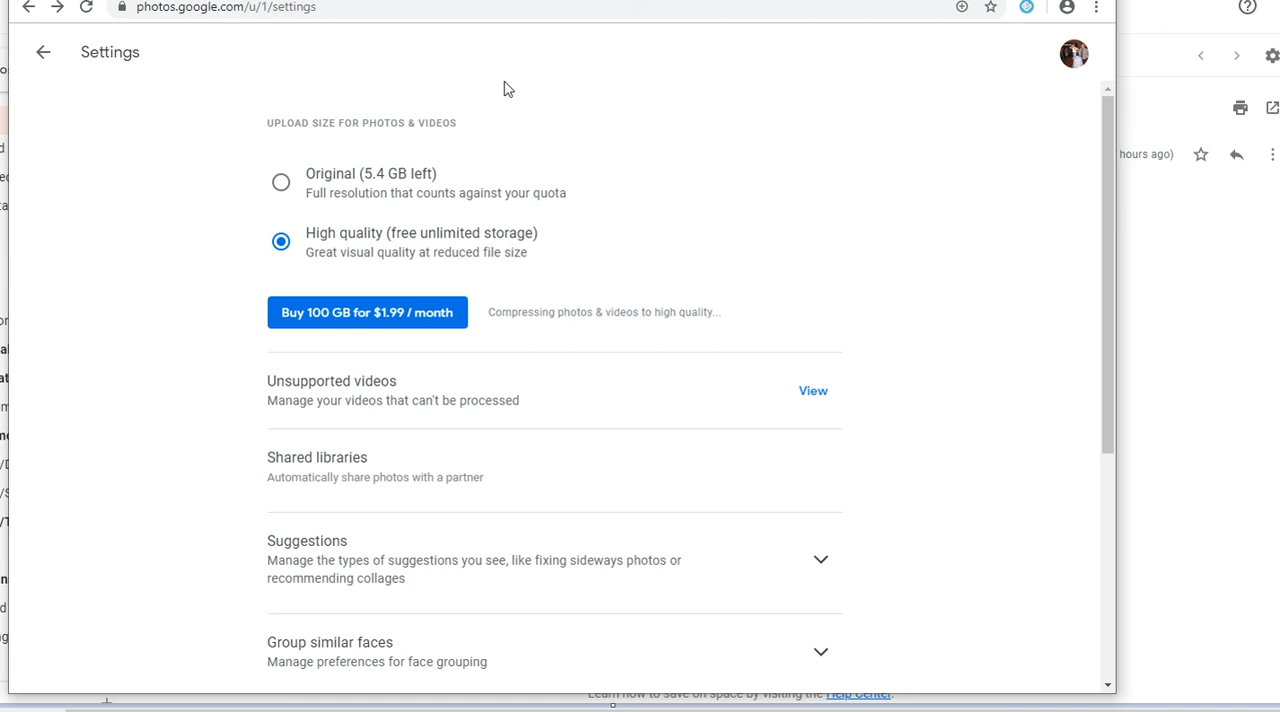 photos.google.com/u/1/settings
Settings
UPLOAD SIZE FOR PHOTOS & VIDEOS
hours ago)
Original (5.4 GB left)
Full resolution that counts against your quota
High quality (free unlimited storage)
Great visual quality at reduced file size
Buy 100 GB for $1.99 / month
Compressing photos & videos to high quality...
Unsupported videos
Manage your videos that can't be processed
View
Shared libraries
Automatically share photos with a partner
Suggestions
Manage the types of suggestions you see, like fixing sideways photos or
recommending collages
Group similar faces
Manage preferences for face grouping
Learn how to save on space by visiting the Help Center.